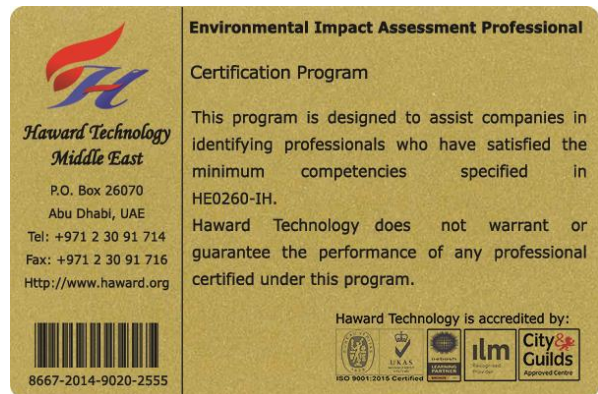 Environmental Impact Assessment Professional
Certification Program
This program is designed to assist companies in
identifying professionals who have satisfied the
minimum competencies specified in
HE0260-IH.
Haward Technology does not warrant or
guarantee the performance of any professional
certified under this program.
Haward Technology
Middle East
P.O. Box 26070
Abu Dhabi, UAE
Tel: +971 2 30 91 714
Fax: +971 2 30 91 716
Http://www.haward.org
8667-2014-9020-2555
Haward Technology is accredited by:
UKAS
ISO 9001:2015 Certified
LEARNING
PARTNER
ilm
Recognised
Provider
City&
Guilds
Approved Centre